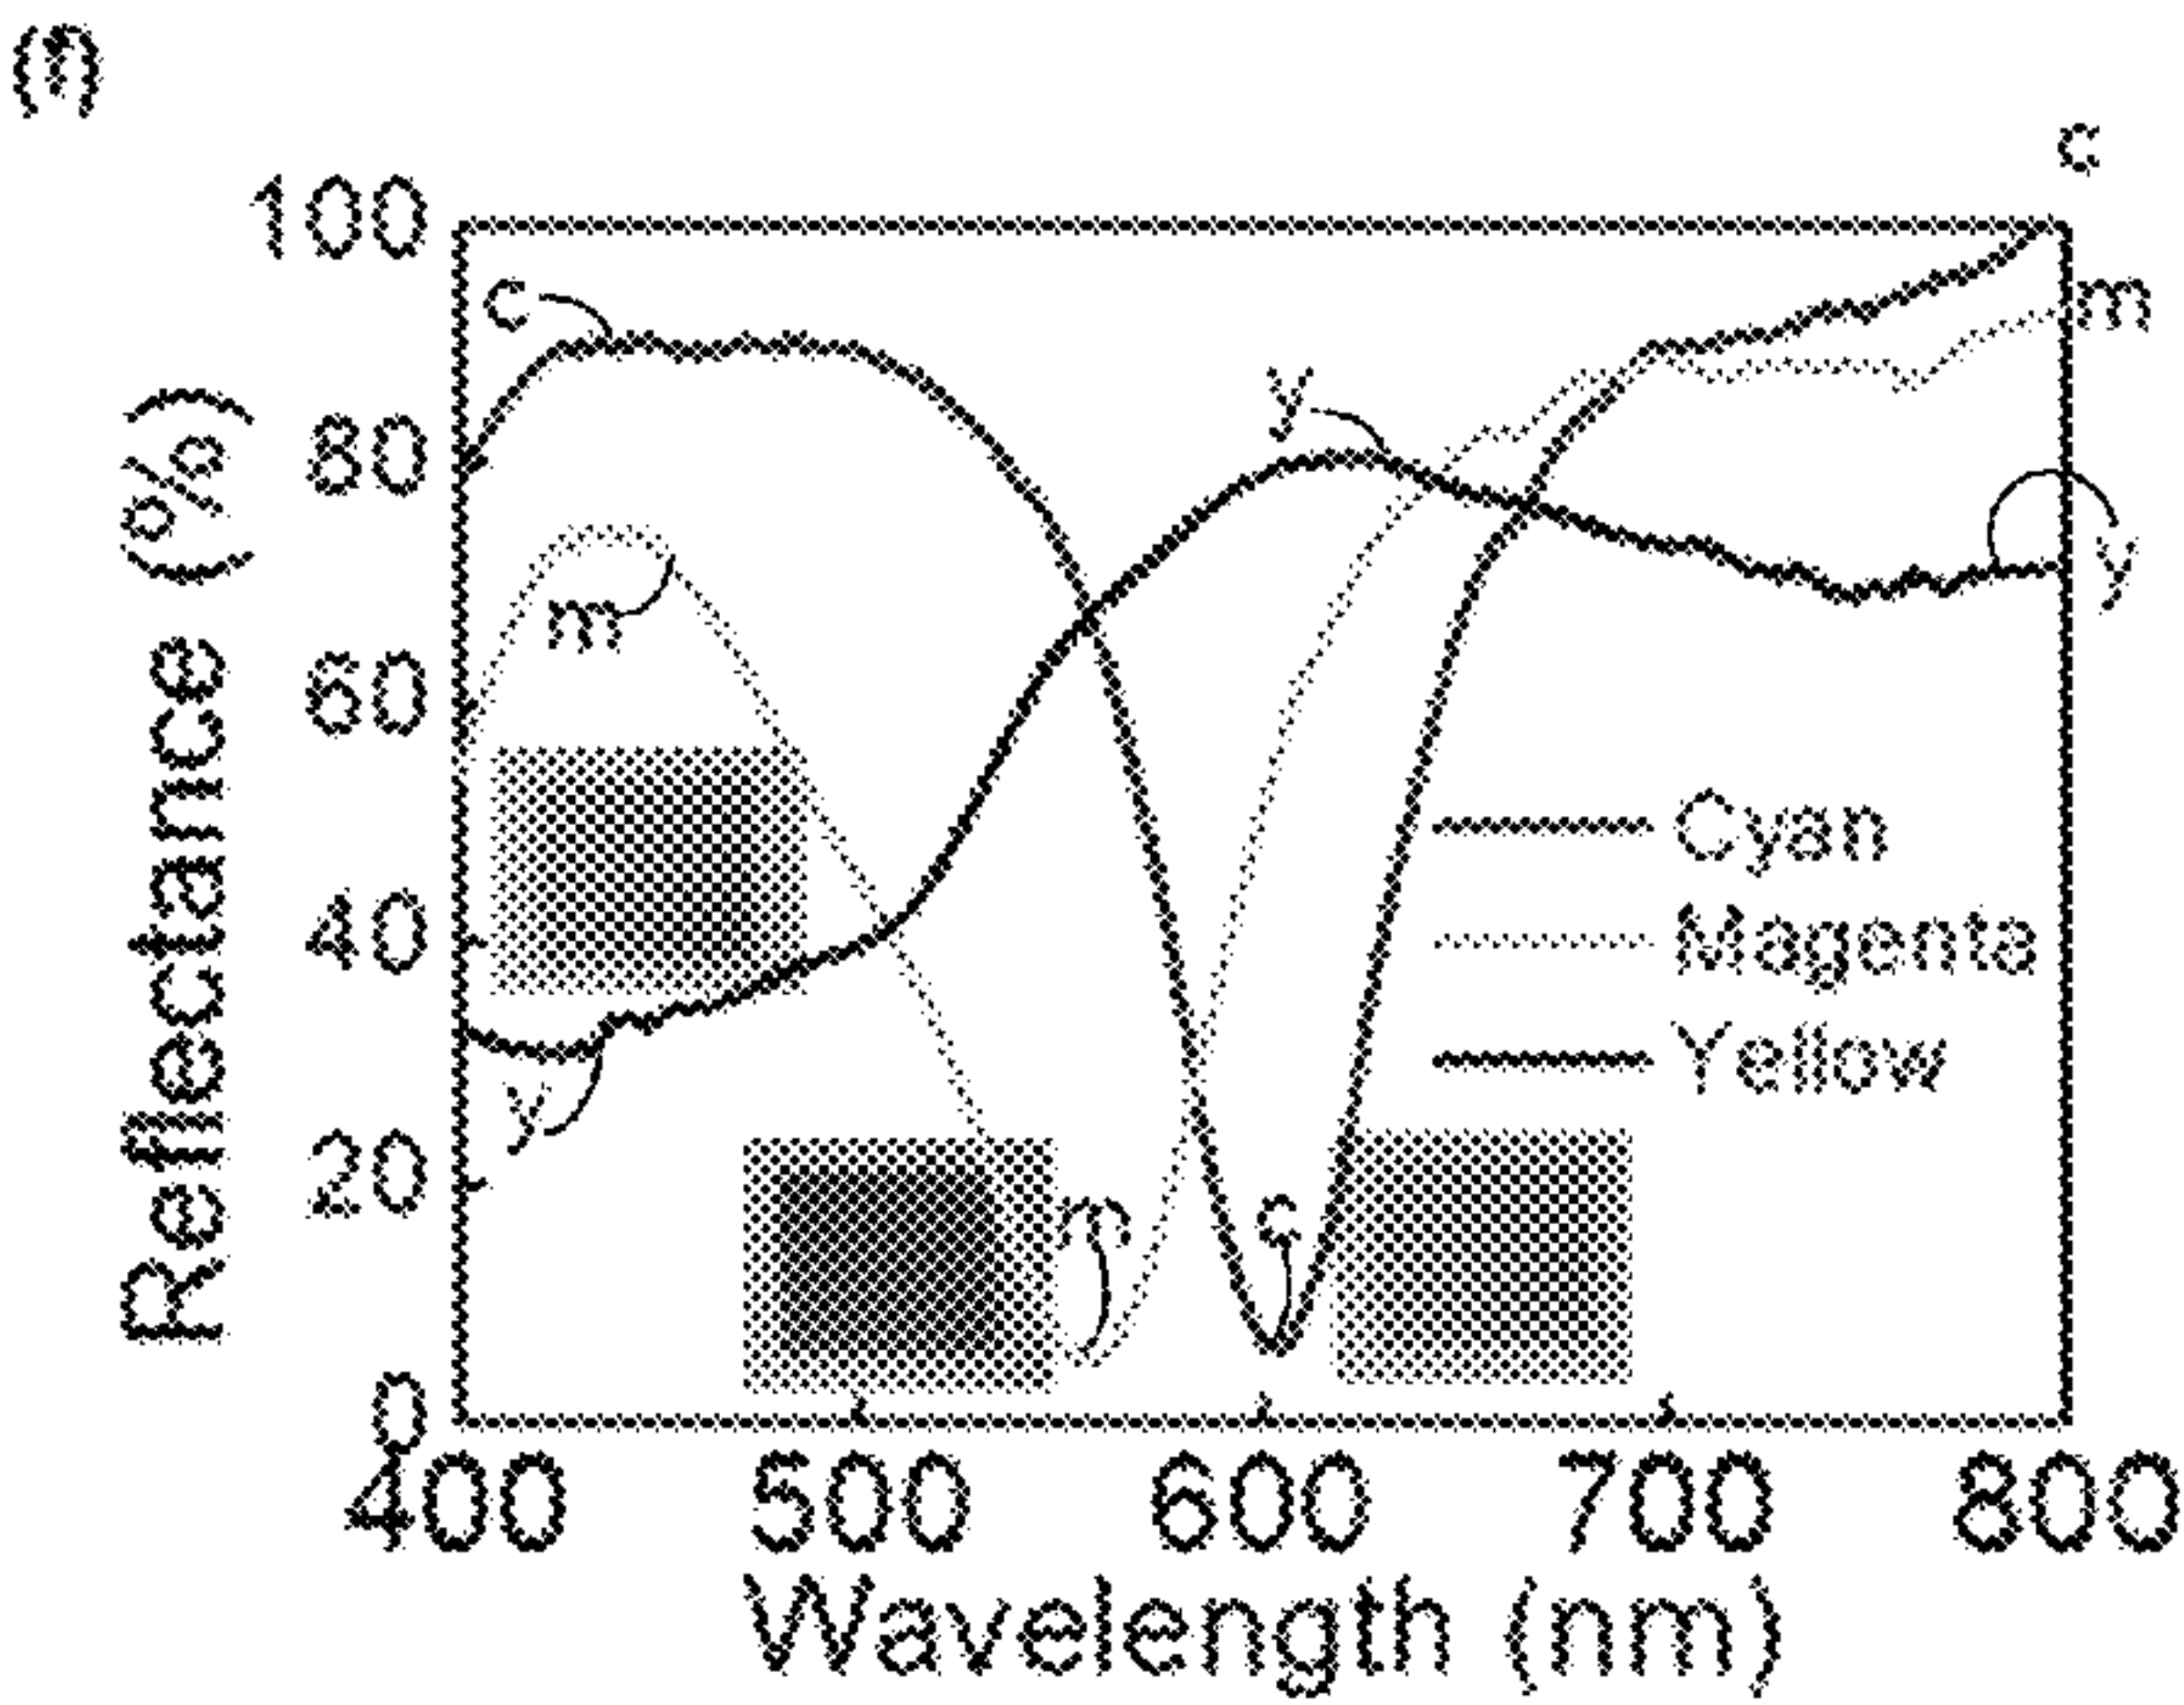 (f)
c
100
c
m
y
80
Reflectance (%)
m
y
60
Cyan
40
Magenta
Yellow
y
20
m
c
0
400 500 600 700 800
Wavelength (nm)